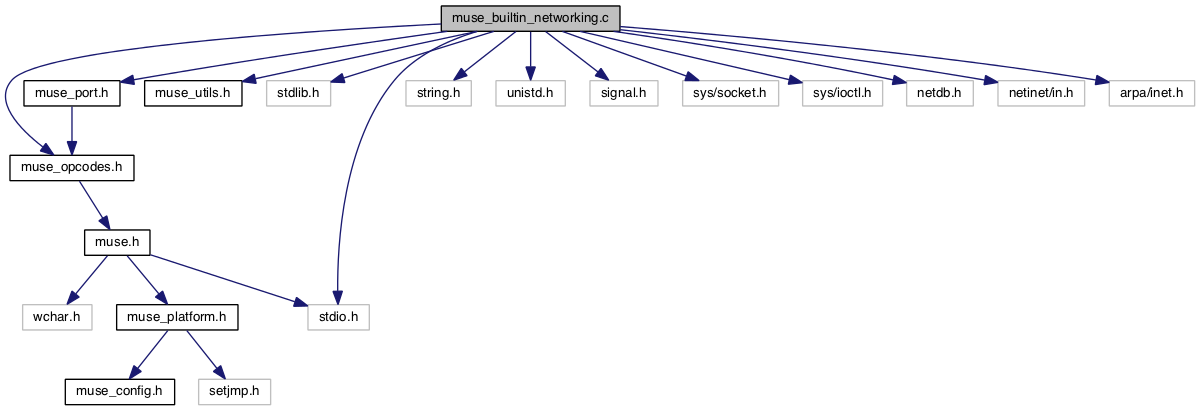 muse_builtin_networking.c
muse_port.h
muse_utils.h
stdlib.h
string.h
unistd.h
signal.h
sys/socket.h
sys/ioctl.h
netdb.h
netinet/in.h
arpa/inet.h
muse_opcodes.h
muse.h
wchar.h
muse_platform.h
stdio.h
muse_config.h
setjmp.h